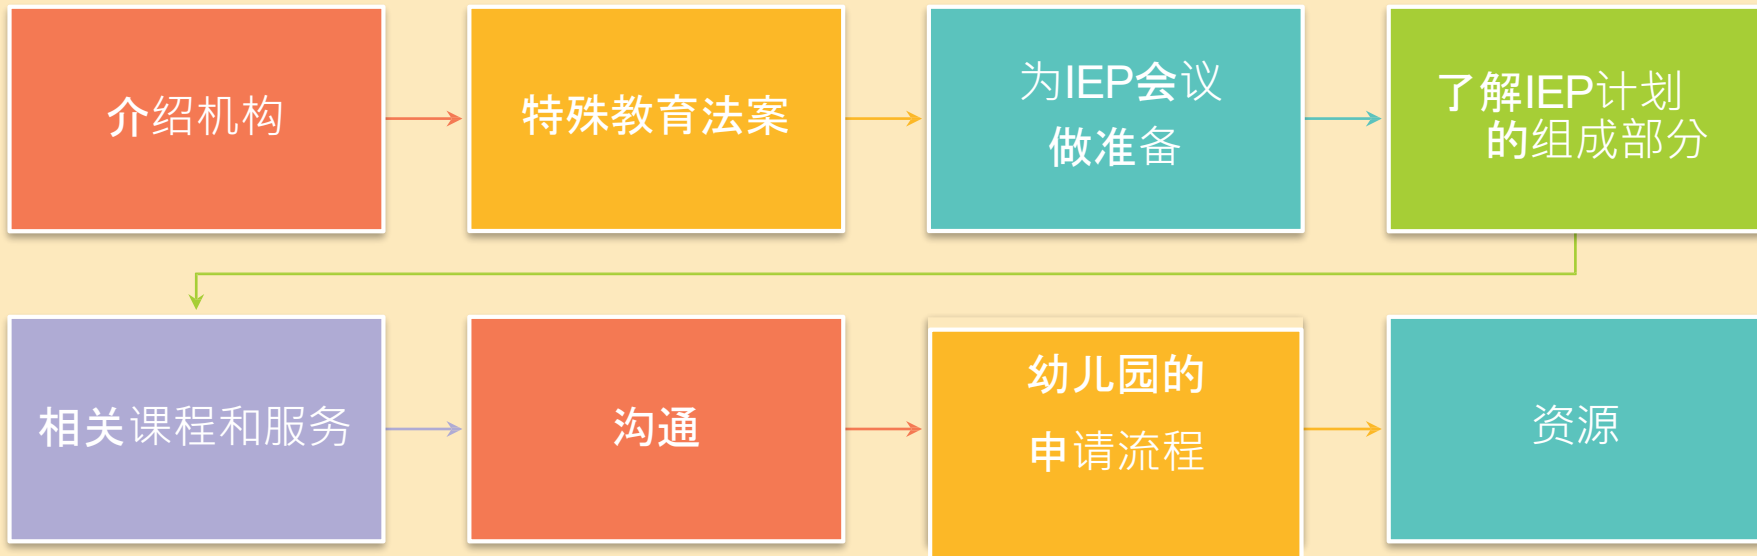 介绍机构
特殊教育法案
为IEP会议
做准备
了解IEP计划
的组成部分
相关课程和服务
沟通
幼儿园的
申请流程
资源